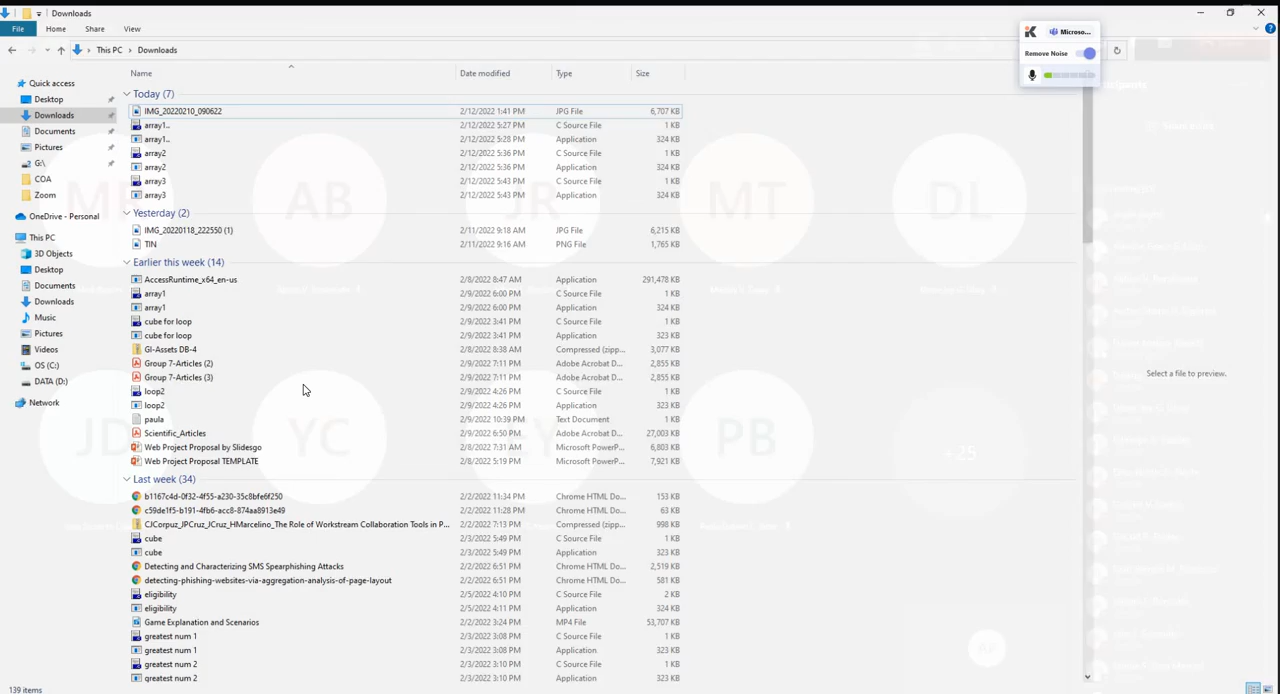 Downloads
File Home Share View
This PC > Downloads
Microso...
Remove Noise
Name Date modified Type Size
Quick access
Desktop
Downloads
Documents
Pictures
G:\
COA
Zoom
OneDrive - Personal
This PC
3D Objects
Desktop
Documents
Downloads
Music
Pictures
Videos
OS (C:)
DATA (D:)
Network
Today (7)
IMG_20220210_090622 2/12/2022 1:41 PM JPG File 6,707 KB
array1.. 2/12/2022 5:27 PM C Source File 1 KB
array1.. 2/12/2022 5:28 PM Application 324 KB
array2 2/12/2022 5:36 PM C Source File 1 KB
array2 2/12/2022 5:36 PM Application 324 KB
array3 2/12/2022 5:43 PM C Source File 1 KB
array3 2/12/2022 5:43 PM Application 324 KB
Yesterday (2)
IMG_20220118_222550 (1) 2/11/2022 9:18 AM JPG File 6,215 KB
TIN 2/11/2022 9:16 AM PNG File 1,765 KB
Earlier this week (14)
AccessRuntime_x64_en-us 2/8/2022 8:47 AM Application 291,478 KB
array1 2/9/2022 6:00 PM C Source File 1 KB
array1 2/9/2022 6:00 PM Application 324 KB
cube for loop 2/9/2022 3:41 PM C Source File 1 KB
cube for loop 2/9/2022 3:41 PM Application 324 KB
GI-Assets DB-4 2/8/2022 8:38 AM Compressed (zipp... 3,077 KB
Group 7-Articles (2) 2/9/2022 7:11 PM Adobe Acrobat D... 2,855 KB
Group 7-Articles (3) 2/9/2022 7:11 PM Adobe Acrobat D... 2,855 KB
loop2 2/9/2022 4:26 PM C Source File 1 KB
loop2 2/9/2022 4:26 PM Application 323 KB
paula 2/9/2022 10:39 PM Text Document 1 KB
Scientific_Articles 2/9/2022 6:50 PM Adobe Acrobat D... 27,003 KB
Web Project Proposal by Slidesgo 2/8/2022 7:31 AM Microsoft PowerP... 6,803 KB
Web Project Proposal TEMPLATE 2/8/2022 5:19 PM Microsoft PowerP... 7,921 KB
Last week (34)
b1167c4d-0f32-4f55-a230-35c8bfe6f250 2/2/2022 11:34 PM Chrome HTML Do... 153 KB
c59de1f5-b191-4fb6-acc8-874aa8913e49 2/2/2022 11:28 PM Chrome HTML Do... 63 KB
CJCorpuz_JPCruz_JCruz_HMarcelino_The Role of Workstream Collaboration Tools in P... 2/2/2022 7:13 PM Compressed (zipp... 998 KB
cube 2/3/2022 5:49 PM C Source File 1 KB
cube 2/3/2022 5:49 PM Application 323 KB
Detecting and Characterizing SMS Spearphishing Attacks 2/2/2022 6:51 PM Chrome HTML Do... 2,519 KB
detecting-phishing-websites-via-aggregation-analysis-of-page-layout 2/2/2022 6:51 PM Chrome HTML Do... 581 KB
eligibility 2/5/2022 4:10 PM C Source File 2 KB
eligibility 2/5/2022 4:11 PM Application 324 KB
Game Explanation and Scenarios 2/2/2022 3:24 PM MP4 File 53,707 KB
greatest num 1 2/3/2022 3:08 PM C Source File 1 KB
greatest num 1 2/3/2022 3:08 PM Application 323 KB
greatest num 2 2/3/2022 3:10 PM C Source File 1 KB
greatest num 2 2/3/2022 3:10 PM Application 323 KB
AB
JR
MT
DL
JD
YC
PB
Select a file to preview.
139 items